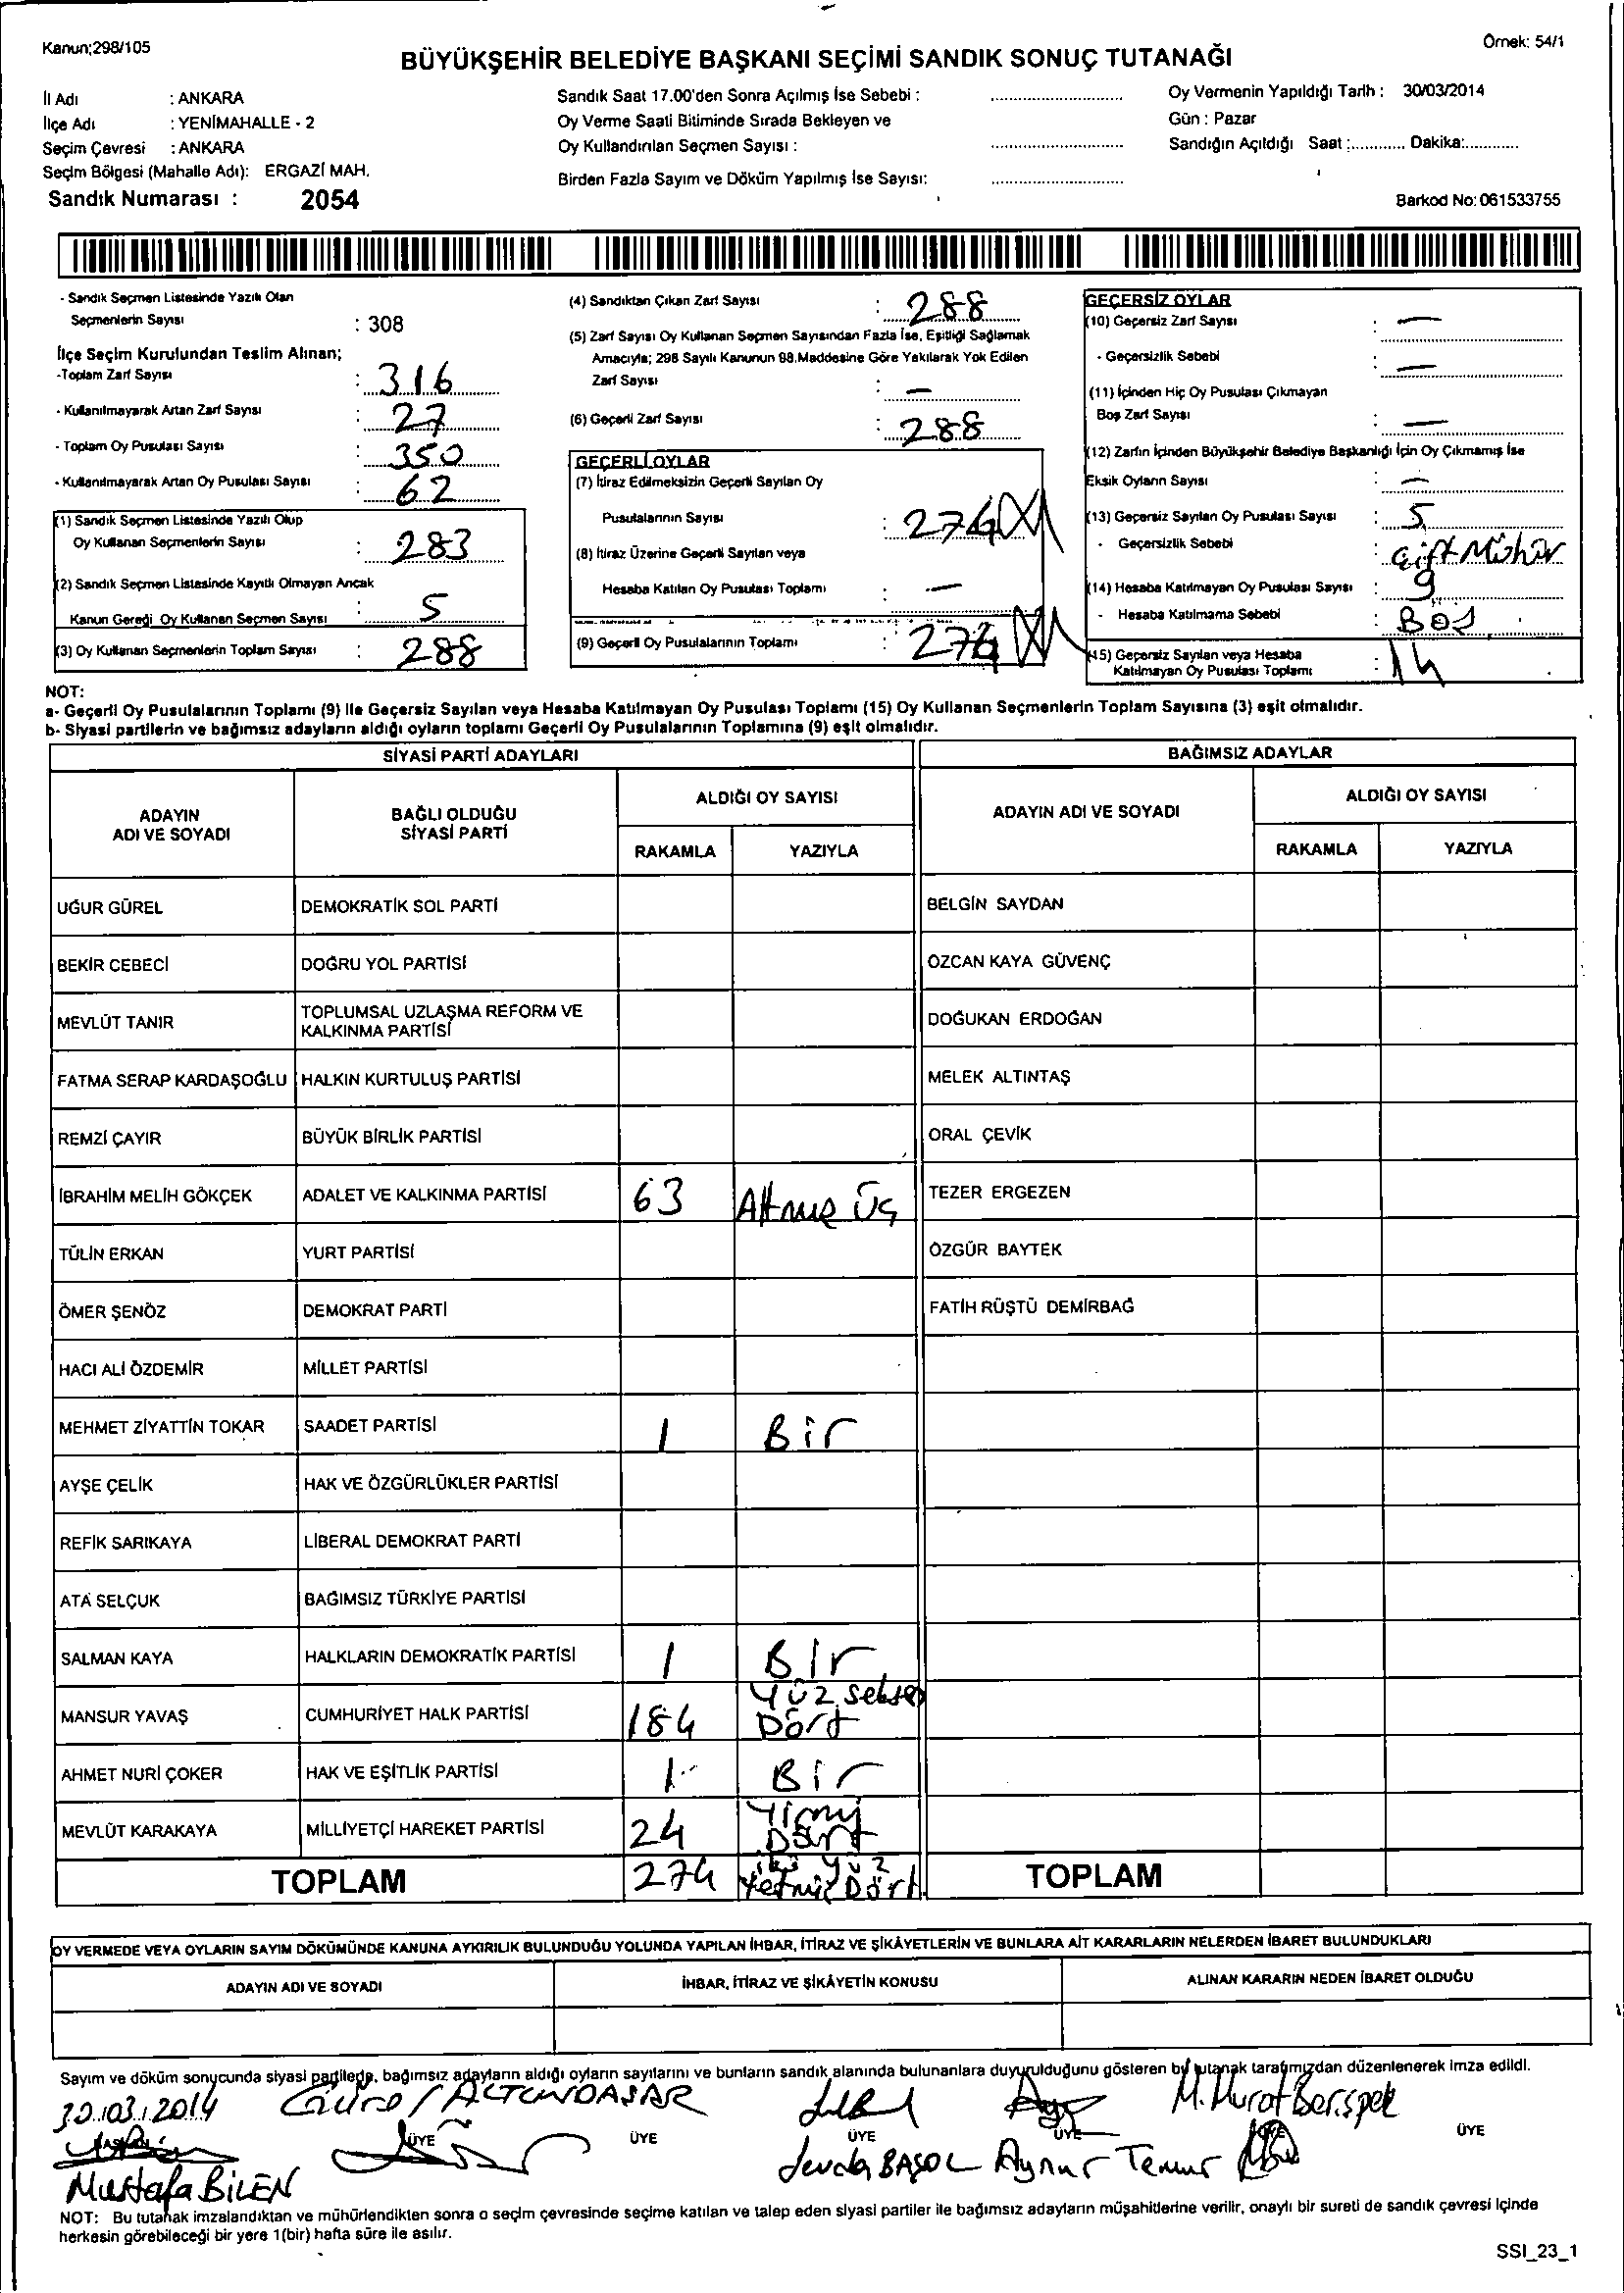 Kanun;298/105
Örnek: 54/1
BÜYÜKŞEHİR BELEDİYE BAŞKANI SEÇİMİ SANDIK SONUÇ TUTANAĞI
İl Adı : ANKARA
İlçe Adı : YENİMAHALLE - 2
Seçim Çevresi : ANKARA
Seçim Bölgesi (Mahalle Adı): ERGAZİ MAH.
Sandık Numarası : 2054
Sandık Saat 17.00'den Sonra Açılmış İse Sebebi :
Oy Verme Saati Bitiminde Sırada Bekleyen ve
Oy Kullandırılan Seçmen Sayısı :
Birden Fazla Sayım ve Döküm Yapılmış İse Sayısı:
Oy Vermenin Yapıldığı Tarih : 30/03/2014
Gün : Pazar
Sandığın Açıldığı Saat :............ Dakika:............
Barkod No: 061533755
- Sandık Seçmen Listesinde Yazılı Olan
Seçmenlerin Sayısı : 308
İlçe Seçim Kurulundan Teslim Alınan;
-Toplam Zarf Sayısı : 316
- Kullanılmayarak Artan Zarf Sayısı : 27
- Toplam Oy Pusulası Sayısı : 350
- Kullanılmayarak Artan Oy Pusulası Sayısı : 62
(1) Sandık Seçmen Listesinde Yazılı Olup
Oy Kullanan Seçmenlerin Sayısı : 283
(2) Sandık Seçmen Listesinde Kayıtlı Olmayan Ancak
Kanun Gereği Oy Kullanan Seçmen Sayısı : 5
(3) Oy Kullanan Seçmenlerin Toplam Sayısı : 288
(4) Sandıktan Çıkan Zarf Sayısı : 288
(5) Zarf Sayısı Oy Kullanan Seçmen Sayısından Fazla İse, Eşitliği Sağlamak
Amacıyla; 298 Sayılı Kanunun 98.Maddesine Göre Yakılarak Yok Edilen
Zarf Sayısı : —
(6) Geçerli Zarf Sayısı : 288
GEÇERLİ OYLAR
(7) İtiraz Edilmeksizin Geçerli Sayılan Oy
Pusulalarının Sayısı : 274
(8) İtiraz Üzerine Geçerli Sayılan veya
Hesaba Katılan Oy Pusulası Toplamı : —
(9) Geçerli Oy Pusulalarının Toplamı : 274
GEÇERSİZ OYLAR
(10) Geçersiz Zarf Sayısı : —
- Geçersizlik Sebebi : —
(11) İçinden Hiç Oy Pusulası Çıkmayan
Boş Zarf Sayısı : —
(12) Zarfın İçinden Büyükşehir Belediye Başkanlığı İçin Oy Çıkmamış İse
Eksik Oyların Sayısı : —
(13) Geçersiz Sayılan Oy Pusulası Sayısı : 5
- Geçersizlik Sebebi : Çift Mühür
(14) Hesaba Katılmayan Oy Pusulası Sayısı : 9
- Hesaba Katılmama Sebebi : Boş
(15) Geçersiz Sayılan veya Hesaba
Katılmayan Oy Pusulası Toplamı : 14
NOT:
a- Geçerli Oy Pusulalarının Toplamı (9) ile Geçersiz Sayılan veya Hesaba Katılmayan Oy Pusulası Toplamı (15) Oy Kullanan Seçmenlerin Toplam Sayısına (3) eşit olmalıdır.
b- Siyasi partilerin ve bağımsız adayların aldığı oyların toplamı Geçerli Oy Pusulalarının Toplamına (9) eşit olmalıdır.
SİYASİ PARTİ ADAYLARI
BAĞIMSIZ ADAYLAR
ADAYIN
ADI VE SOYADI
BAĞLI OLDUĞU
SİYASİ PARTİ
ALDIĞI OY SAYISI
RAKAMLA YAZIYLA
ADAYIN ADI VE SOYADI
ALDIĞI OY SAYISI
RAKAMLA YAZIYLA
UĞUR GÜREL DEMOKRATİK SOL PARTİ BELGİN SAYDAN
BEKİR CEBECİ DOĞRU YOL PARTİSİ ÖZCAN KAYA GÜVENÇ
MEVLÜT TANIR TOPLUMSAL UZLAŞMA REFORM VE
KALKINMA PARTİSİ DOĞUKAN ERDOĞAN
FATMA SERAP KARDAŞOĞLU HALKIN KURTULUŞ PARTİSİ MELEK ALTINTAŞ
REMZİ ÇAYIR BÜYÜK BİRLİK PARTİSİ ORAL ÇEVİK
İBRAHİM MELİH GÖKÇEK ADALET VE KALKINMA PARTİSİ 63 Altmış Üç TEZER ERGEZEN
TÜLİN ERKAN YURT PARTİSİ ÖZGÜR BAYTEK
ÖMER ŞENÖZ DEMOKRAT PARTİ FATİH RÜŞTÜ DEMİRBAĞ
HACI ALİ ÖZDEMİR MİLLET PARTİSİ
MEHMET ZİYATTİN TOKAR SAADET PARTİSİ 1 Bir
AYŞE ÇELİK HAK VE ÖZGÜRLÜKLER PARTİSİ
REFİK SARIKAYA LİBERAL DEMOKRAT PARTİ
ATA SELÇUK BAĞIMSIZ TÜRKİYE PARTİSİ
SALMAN KAYA HALKLARIN DEMOKRATİK PARTİSİ 1 Bir
MANSUR YAVAŞ CUMHURİYET HALK PARTİSİ 184 Yüz seksen
Dört
AHMET NURİ ÇOKER HAK VE EŞİTLİK PARTİSİ 1 Bir
MEVLÜT KARAKAYA MİLLİYETÇİ HAREKET PARTİSİ 24 Yirmi
Dört
TOPLAM 274 iki yüz
Yetmiş Dört TOPLAM
OY VERMEDE VEYA OYLARIN SAYIM DÖKÜMÜNDE KANUNA AYKIRILIK BULUNDUĞU YOLUNDA YAPILAN İHBAR, İTİRAZ VE ŞİKÂYETLERİN VE BUNLARA AİT KARARLARIN NELERDEN İBARET BULUNDUKLARI
ADAYIN ADI VE SOYADI İHBAR, İTİRAZ VE ŞİKÂYETİN KONUSU ALINAN KARARIN NEDEN İBARET OLDUĞU
Sayım ve döküm sonucunda siyasi partilerin, bağımsız adayların aldığı oyların sayılarını ve bunların sandık alanında bulunanlara duyurulduğunu gösteren bu tutanak tarafımızdan düzenlenerek imza edildi.
30.03.2014 ALTUNDAŞAR M. Murat
BAŞKAN ÜYE ÜYE ÜYE ÜYE ÜYE ÜYE
Mustafa BİLEN Sevda BAŞOL Aynur Temur
NOT: Bu tutanak imzalandıktan ve mühürlendikten sonra o seçim çevresinde seçime katılan ve talep eden siyasi partiler ile bağımsız adayların müşahitlerine verilir, onaylı bir sureti de sandık çevresi içinde
herkesin görebileceği bir yere 1(bir) hafta süre ile asılır.
SSI_23_1